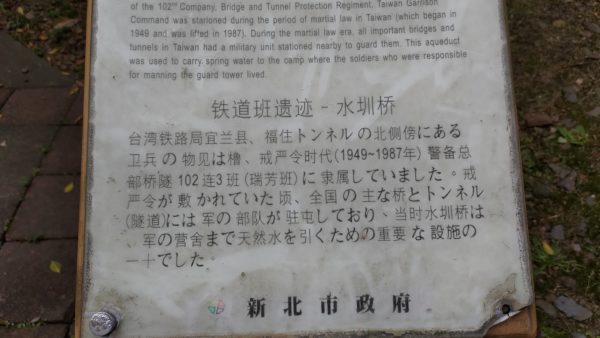 of the 102nd Company, Bridge and Tunnel Protection Regiment, Taiwan Garrison
Command was starioned during the period of martial law in Taiwan (which began in
1949 and was lifted in 1987). During the martial law era, all important bridges and
tunnels in Taiwan had a military unit stationed nearby to guard them. This aqueduct
was used to carry spring water to the camp where the soldiers who were responsible
for manning the guard tower lived.
铁道班遗迹-水圳桥
台湾铁路局宜兰县、福住トンネルの北侧傍にある
卫兵の物见は橹、戒严令时代(1949~1987年)警备总
部桥隧102连3班(瑞芳班)に隶属していました。戒
严令が敷かれていた顷、全国の主な桥とトンネル
(隧道)には军の部队が驻屯しており、当时水圳桥は
、军の营舍まで天然水を引くための重要な设施の
一十でした。
新北市政府